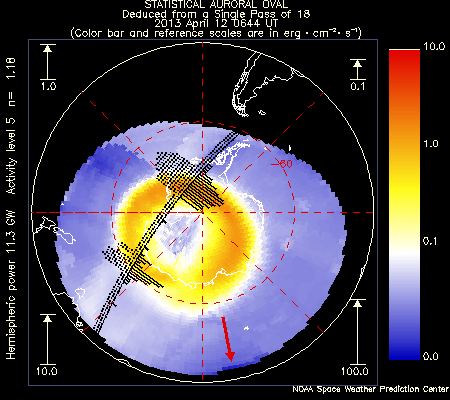 STATISTICAL AURORAL OVAL
Deduced from a Single Pass of 18
2013 April 12 0644 UT
(Color bar and reference scales are in erg · cm⁻² · s⁻¹)
Hemispheric power 11.3 GW Activity level 5 n= 1.18
1.0
0.1
10.0
100.0
-60
10.0
1.0
0.1
0.0
NOAA Space Weather Prediction Center